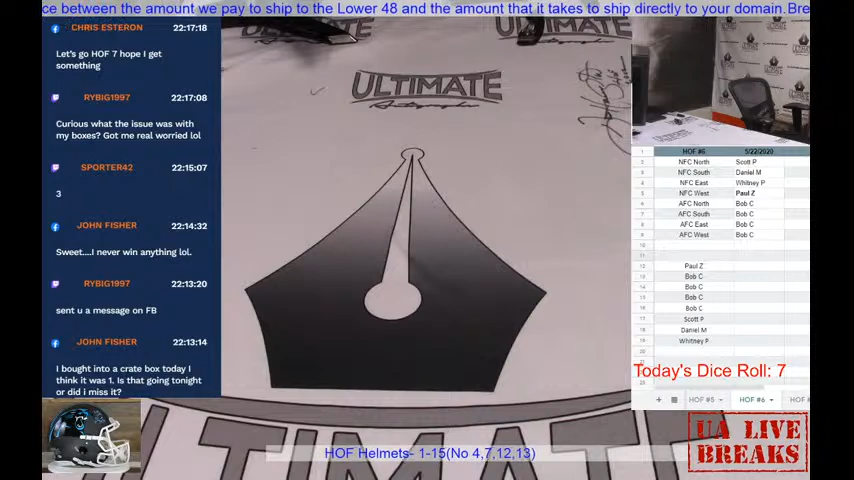 ce between the amount we pay to ship to the Lower 48 and the amount that it takes to ship directly to your domain.Bre
CHRIS ESTERON 22:17:18
Let's go HOF 7 hope I get
something
RYBIG1997 22:17:08
Curious what the issue was with
my boxes? Got me real worried lol
SPORTER42 22:15:07
3
JOHN FISHER 22:14:32
Sweet....I never win anything lol.
RYBIG1997 22:13:20
sent u a message on FB
JOHN FISHER 22:13:14
I bought into a crate box today I
think it was 1. Is that going tonight
or did i miss it?
ULTIMATE
Autographs
ULTIMATE
HOF #6 5/22/2020
NFC North Scott P
NFC South Daniel M
NFC East Whitney P
NFC West Paul Z
AFC North Bob C
AFC South Bob C
AFC East Bob C
AFC West Bob C
Paul Z
Bob C
Bob C
Bob C
Bob C
Scott P
Daniel M
Whitney P
Today's Dice Roll: 7
HOF #5 HOF #6 HOF #
HOF Helmets- 1-15(No 4,7,12,13)
UA LIVE
BREAKS